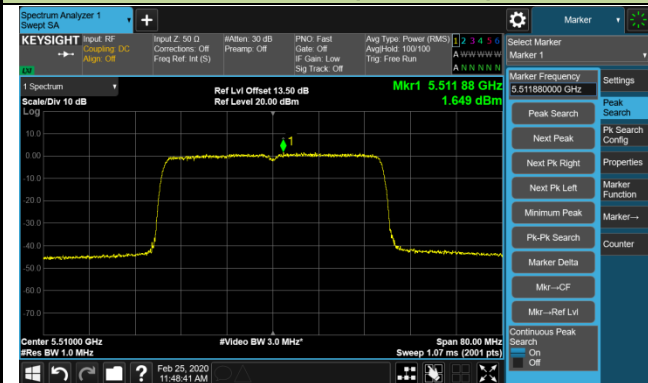 Spectrum Analyzer 1
Swept SA
+
Marker
KEYSIGHT
Input: RF
Coupling: DC
Align: Off
Input Z: 50 Ω
Corrections: Off
Freq Ref: Int (S)
#Atten: 30 dB
Preamp: Off
PNO: Fast
Gate: Off
IF Gain: Low
Sig Track: Off
Avg Type: Power (RMS)
Avg|Hold: 100/100
Trig: Free Run
1 2 3 4 5 6
A W W W W W
A N N N N N
LV
Select Marker
Marker 1
1 Spectrum
Scale/Div 10 dB
Log
Ref Lvl Offset 13.50 dB
Ref Level 20.00 dBm
Mkr1 5.511 88 GHz
1.649 dBm
1
10.0
0.00
-10.0
-20.0
-30.0
-40.0
-50.0
-60.0
-70.0
Center 5.51000 GHz
#Res BW 1.0 MHz
#Video BW 3.0 MHz*
Span 80.00 MHz
Sweep 1.07 ms (2001 pts)
Marker Frequency
5.511880000 GHz
Peak Search
Next Peak
Next Pk Right
Next Pk Left
Minimum Peak
Pk-Pk Search
Marker Delta
Mkr→CF
Mkr→Ref Lvl
Continuous Peak
Search
On
Off
Settings
Peak
Search
Pk Search
Config
Properties
Marker
Function
Marker→
Counter
?
Feb 25, 2020
11:48:41 AM